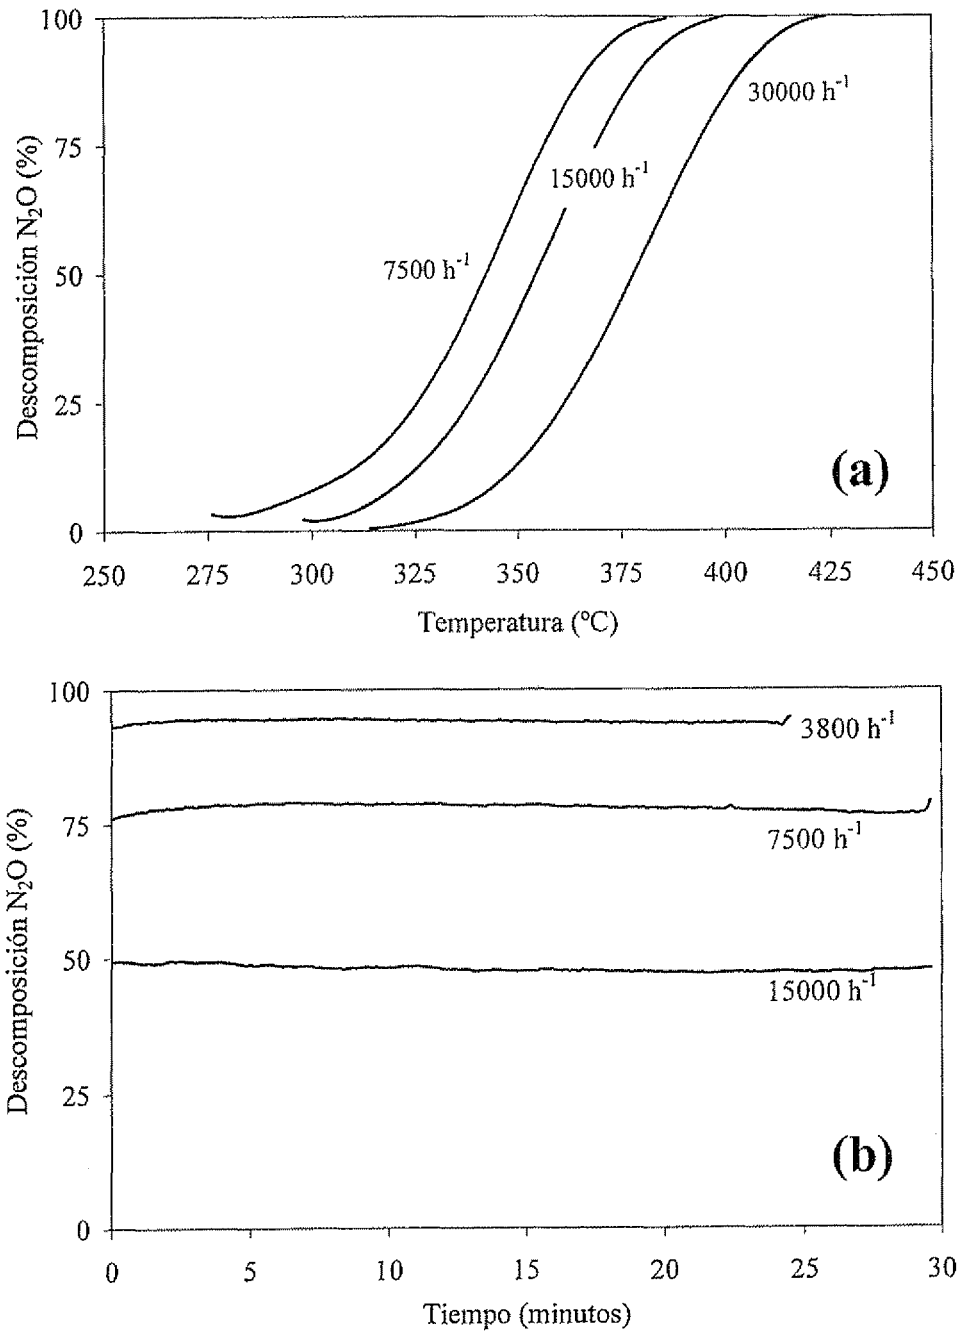 100
75
50
25
0
Descomposición N₂O (%)
30000 h⁻¹
15000 h⁻¹
7500 h⁻¹
(a)
250 275 300 325 350 375 400 425 450
Temperatura (ºC)
100
75
50
25
0
Descomposición N₂O (%)
3800 h⁻¹
7500 h⁻¹
15000 h⁻¹
(b)
0 5 10 15 20 25 30
Tiempo (minutos)